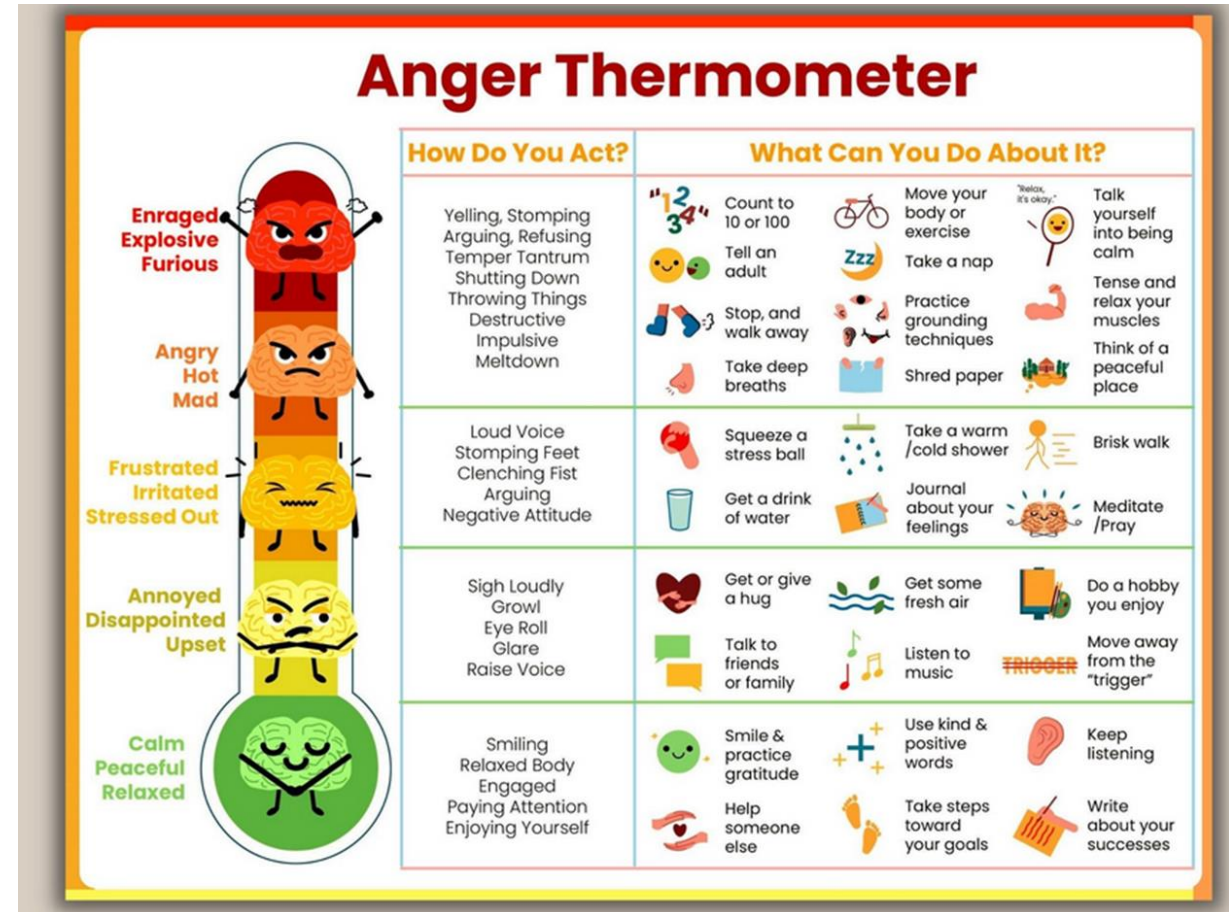 Anger Thermometer
How Do You Act?
What Can You Do About It?
Enraged
Explosive
Furious
Angry
Hot
Mad
Frustrated
Irritated
Stressed Out
Annoyed
Disappointed
Upset
Calm
Peaceful
Relaxed
Yelling, Stomping
Arguing, Refusing
Temper Tantrum
Shutting Down
Throwing Things
Destructive
Impulsive
Meltdown
"1234"
Count to
10 or 100
Move your
body or
exercise
"Relax,
it's okay."
Talk
yourself
into being
calm
Tell an
adult
Zzz
Take a nap
Tense and
relax your
muscles
Stop, and
walk away
Practice
grounding
techniques
Take deep
breaths
Shred paper
Think of a
peaceful
place
Loud Voice
Stomping Feet
Clenching Fist
Arguing
Negative Attitude
Squeeze a
stress ball
Take a warm
/cold shower
Brisk walk
Get a drink
of water
Journal
about your
feelings
Meditate
/Pray
Sigh Loudly
Growl
Eye Roll
Glare
Raise Voice
Get or give
a hug
Get some
fresh air
Do a hobby
you enjoy
Talk to
friends
or family
Listen to
music
TRIGGER
Move away
from the
"trigger"
Smiling
Relaxed Body
Engaged
Paying Attention
Enjoying Yourself
Smile &
practice
gratitude
Use kind &
positive
words
Keep
listening
Help
someone
else
Take steps
toward
your goals
Write
about your
successes